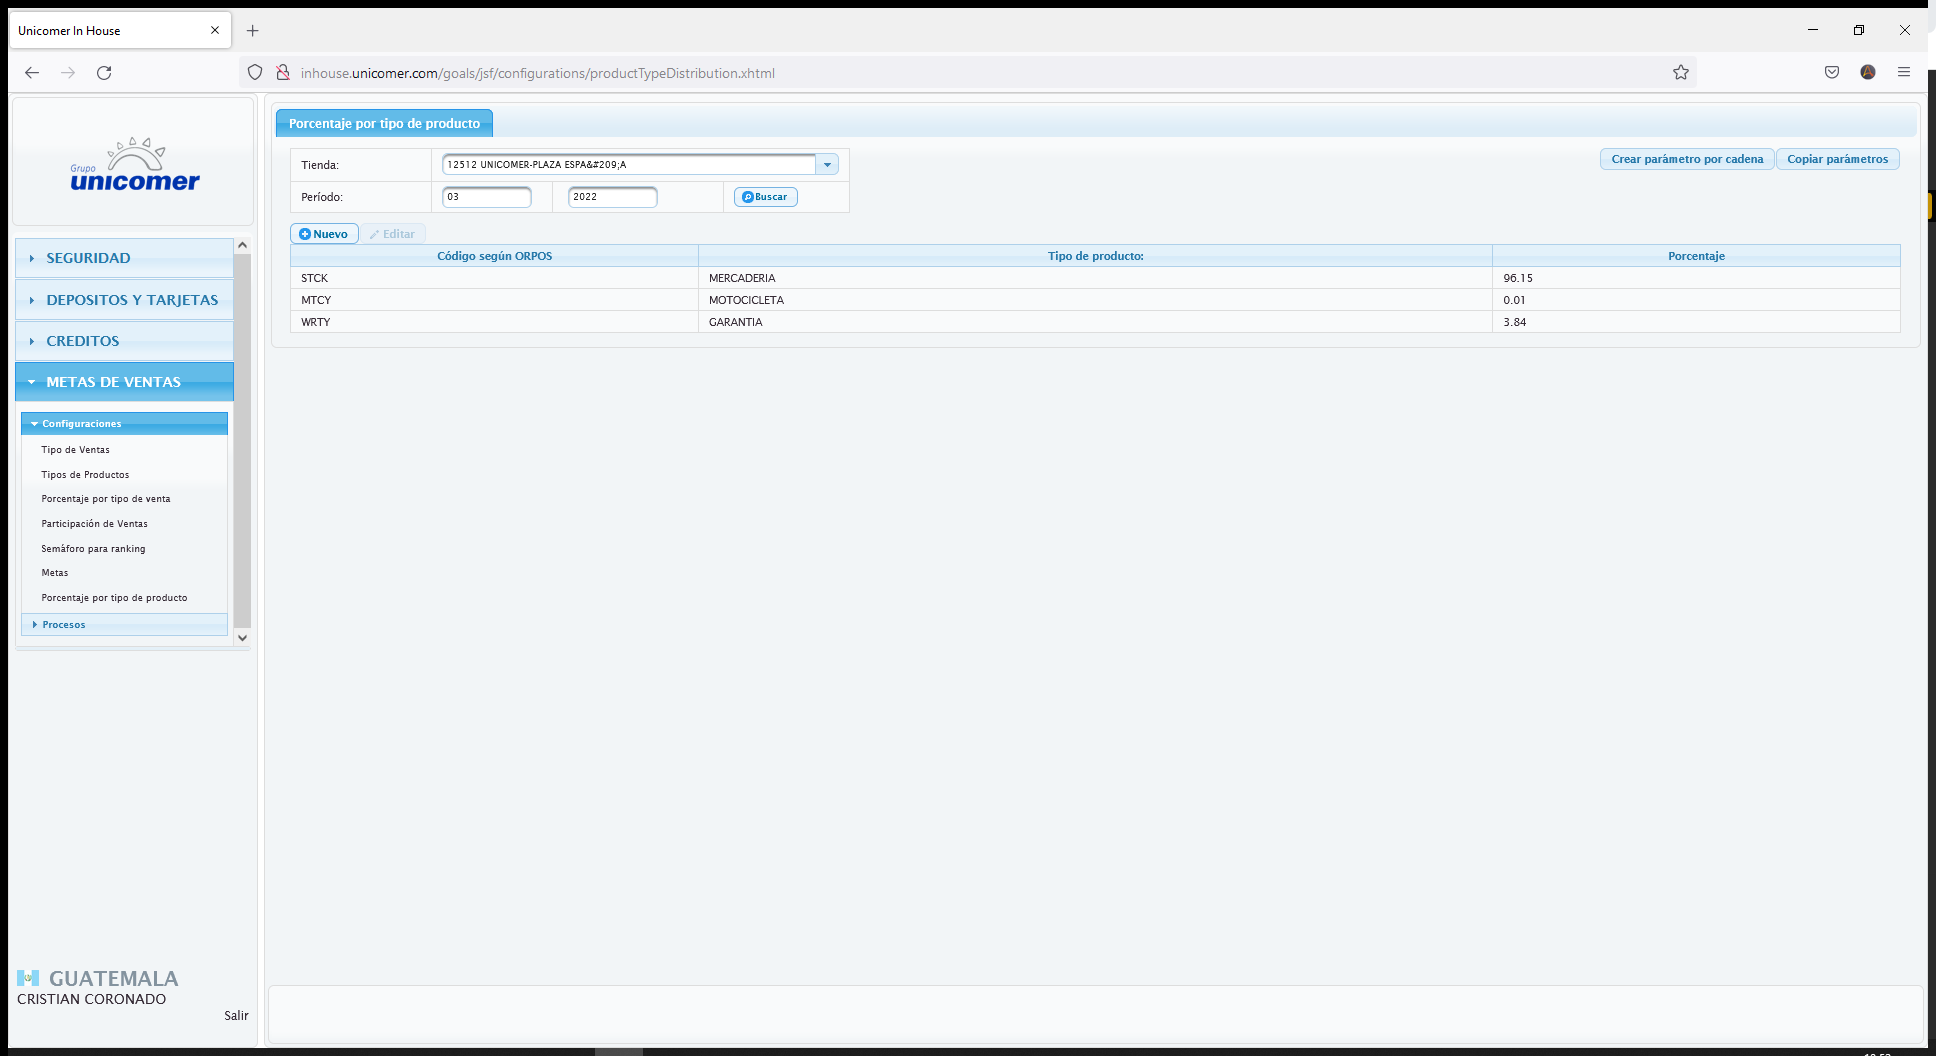 Unicomer In House
inhouse.unicomer.com/goals/jsf/configurations/productTypeDistribution.xhtml
Grupo
unicomer
SEGURIDAD
DEPOSITOS Y TARJETAS
CREDITOS
METAS DE VENTAS
Configuraciones
Tipo de Ventas
Tipos de Productos
Porcentaje por tipo de venta
Participación de Ventas
Semáforo para ranking
Metas
Porcentaje por tipo de producto
Procesos
GUATEMALA
CRISTIAN CORONADO
Salir
Porcentaje por tipo de producto
Tienda: 12512 UNICOMER-PLAZA ESPA&#209;A
Crear parámetro por cadena Copiar parámetros
Período: 03 2022 Buscar
Nuevo Editar
Código según ORPOS Tipo de producto: Porcentaje
STCK MERCADERIA 96.15
MTCY MOTOCICLETA 0.01
WRTY GARANTIA 3.84